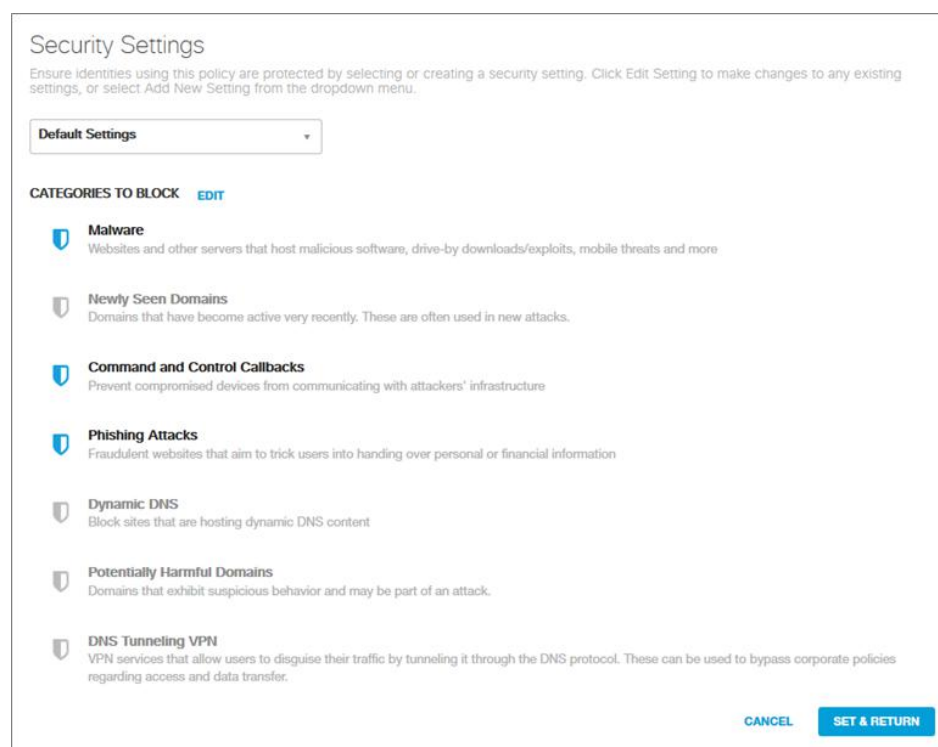 Security Settings
Ensure identities using this policy are protected by selecting or creating a security setting. Click Edit Setting to make changes to any existing
settings, or select Add New Setting from the dropdown menu.
Default Settings
CATEGORIES TO BLOCK EDIT
Malware
Websites and other servers that host malicious software, drive-by downloads/exploits, mobile threats and more
Newly Seen Domains
Domains that have become active very recently. These are often used in new attacks.
Command and Control Callbacks
Prevent compromised devices from communicating with attackers' infrastructure
Phishing Attacks
Fraudulent websites that aim to trick users into handing over personal or financial information
Dynamic DNS
Block sites that are hosting dynamic DNS content
Potentially Harmful Domains
Domains that exhibit suspicious behavior and may be part of an attack.
DNS Tunneling VPN
VPN services that allow users to disguise their traffic by tunneling it through the DNS protocol. These can be used to bypass corporate policies
regarding access and data transfer.
CANCEL SET & RETURN